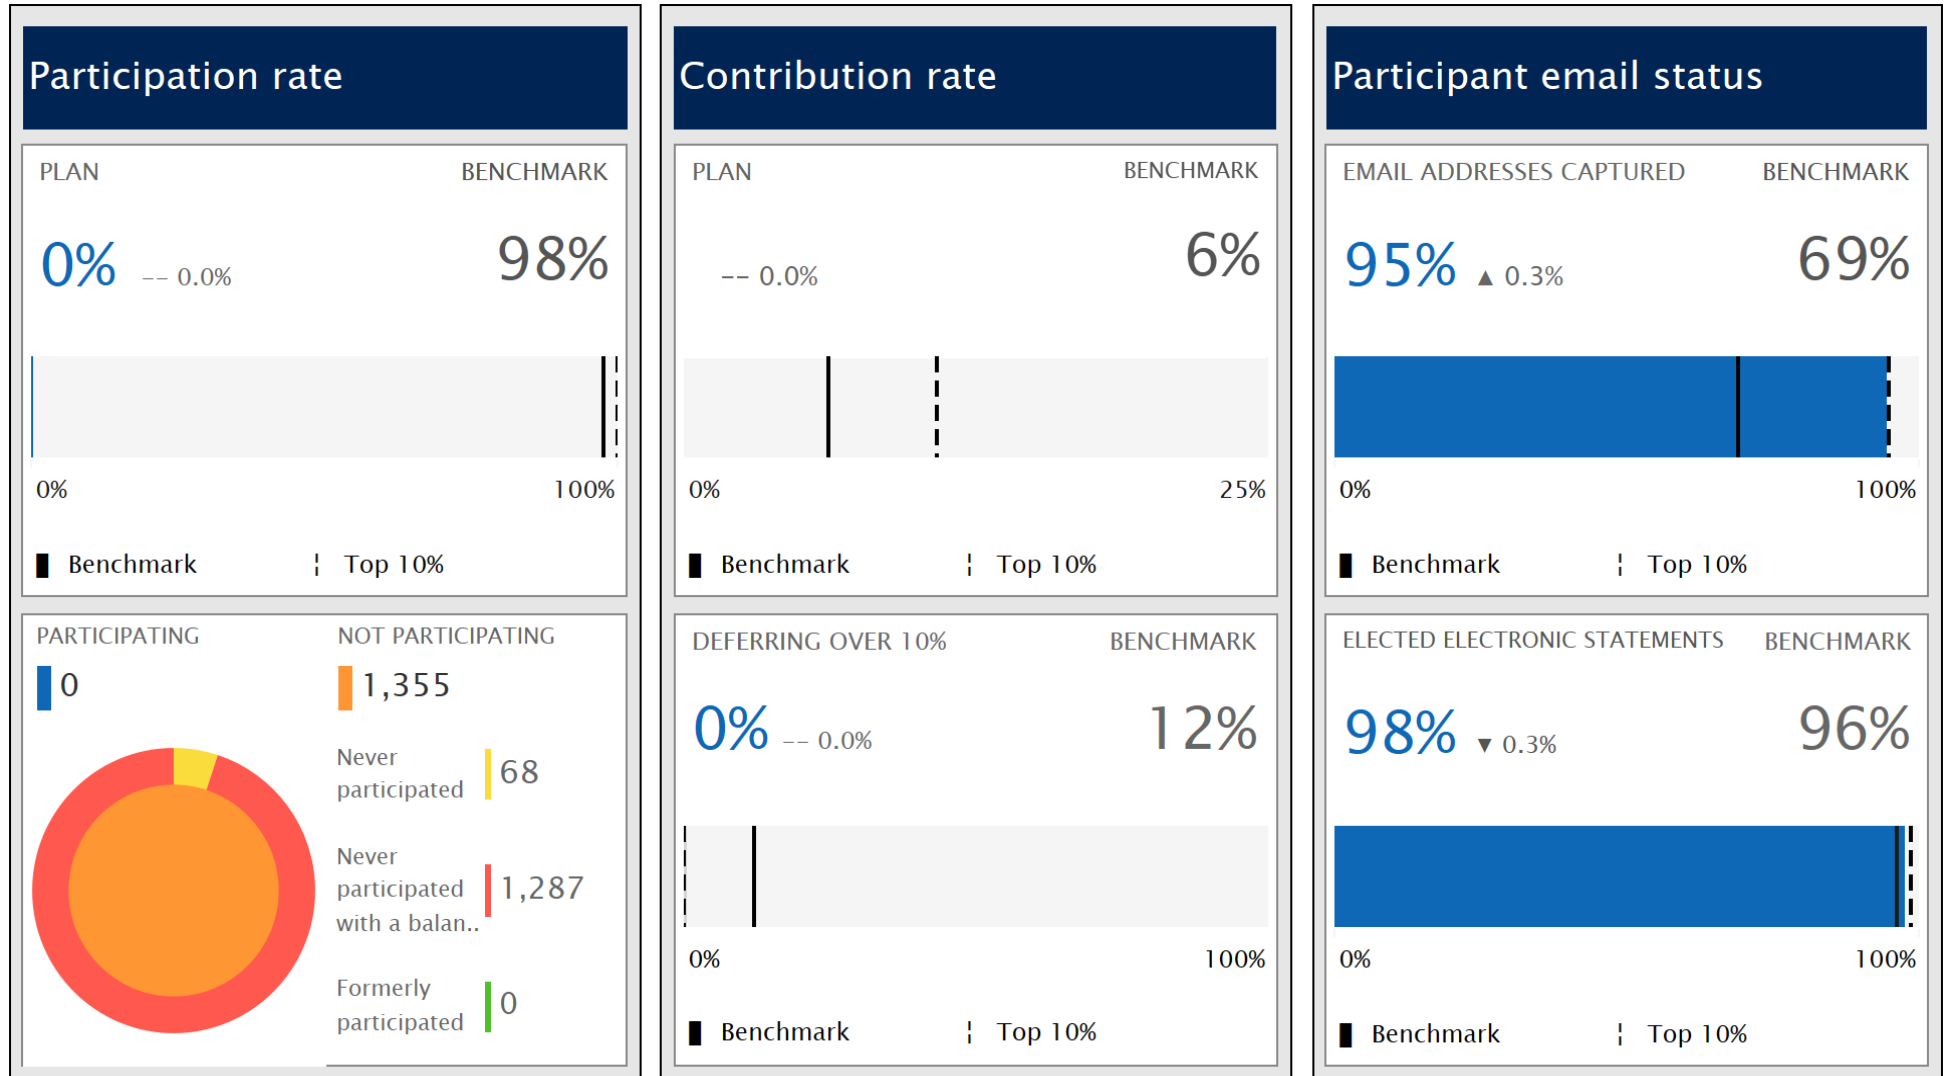 Participation rate
PLAN BENCHMARK
0% -- 0.0% 98%
0% 100%
Benchmark Top 10%
PARTICIPATING NOT PARTICIPATING
0 1,355
Never
participated 68
Never
participated
with a balan.. 1,287
Formerly
participated 0
Contribution rate
PLAN BENCHMARK
-- 0.0% 6%
0% 25%
Benchmark Top 10%
DEFERRING OVER 10% BENCHMARK
0% -- 0.0% 12%
0% 100%
Benchmark Top 10%
Participant email status
EMAIL ADDRESSES CAPTURED BENCHMARK
95% ▲ 0.3% 69%
0% 100%
Benchmark Top 10%
ELECTED ELECTRONIC STATEMENTS BENCHMARK
98% ▼ 0.3% 96%
0% 100%
Benchmark Top 10%